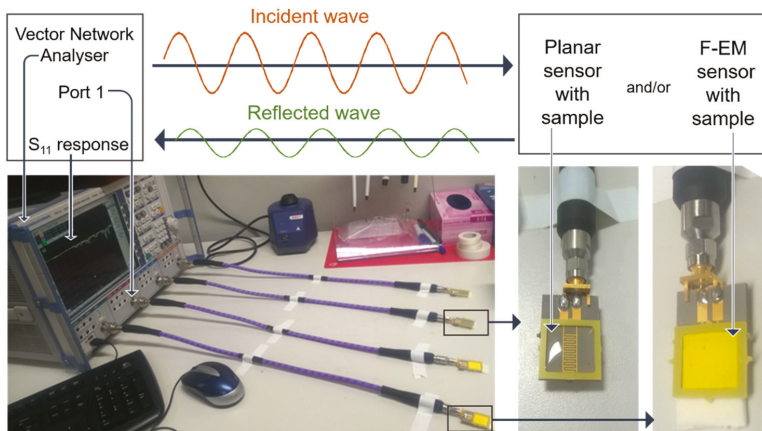 Vector Network
Analyser
Port 1
S₁₁ response
Incident wave
Reflected wave
Planar
sensor
with
sample
and/or
F-EM
sensor
with
sample